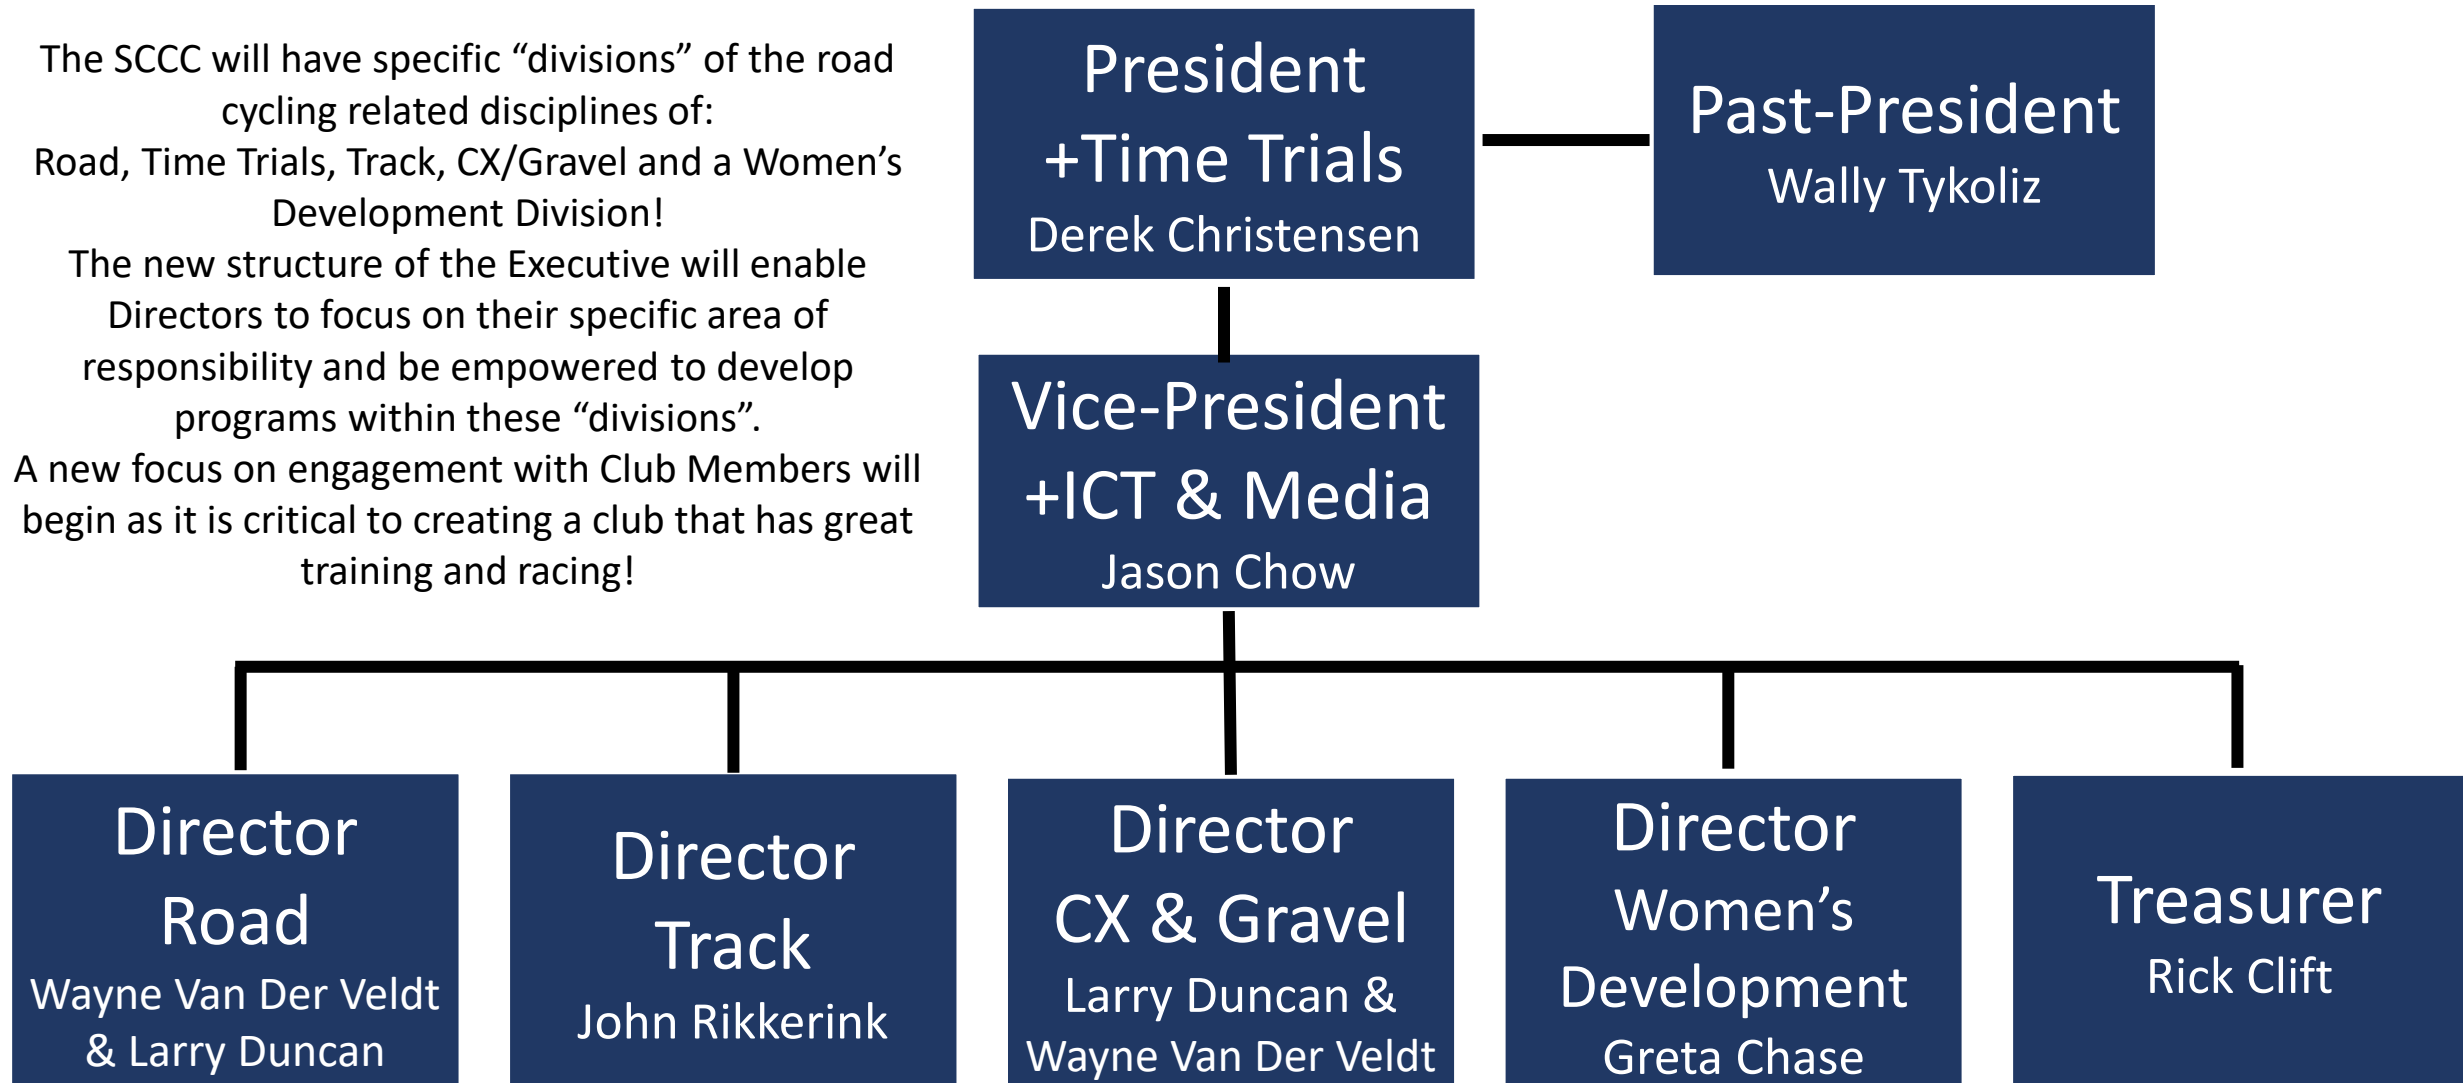 The SCCC will have specific “divisions” of the road
cycling related disciplines of:
Road, Time Trials, Track, CX/Gravel and a Women’s
Development Division!
The new structure of the Executive will enable
Directors to focus on their specific area of
responsibility and be empowered to develop
programs within these “divisions”.
A new focus on engagement with Club Members will
begin as it is critical to creating a club that has great
training and racing!
President
+Time Trials
Derek Christensen
Past-President
Wally Tykoliz
Vice-President
+ICT & Media
Jason Chow
Director
Road
Wayne Van Der Veldt
& Larry Duncan
Director
Track
John Rikkerink
Director
CX & Gravel
Larry Duncan &
Wayne Van Der Veldt
Director
Women’s
Development
Greta Chase
Treasurer
Rick Clift